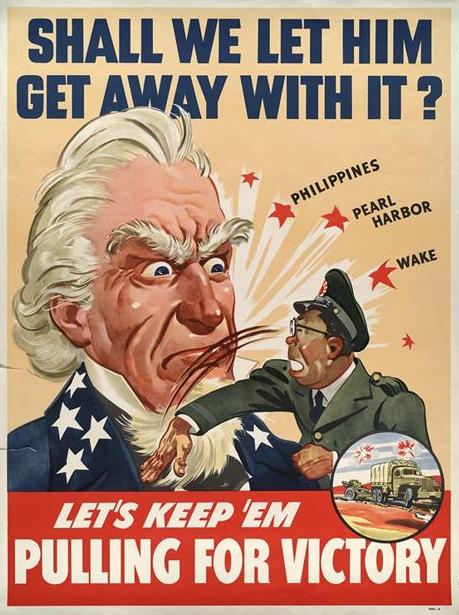 SHALL WE LET HIM
GET AWAY WITH IT?
PHILIPPINES
PEARL
HARBOR
WAKE
LET'S KEEP 'EM
PULLING FOR VICTORY